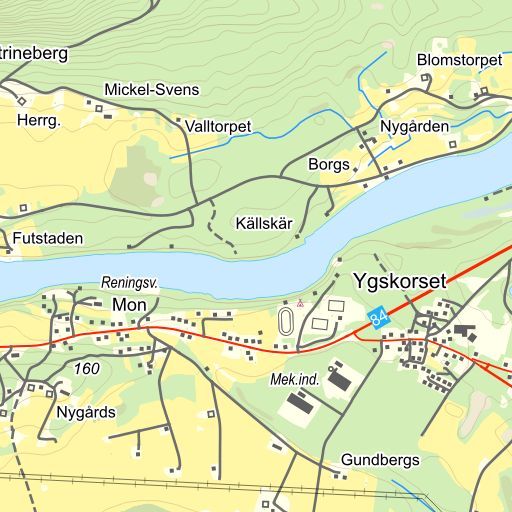 trineberg
Blomstorpet
Mickel-Svens
Herrg.
Valltorpet
Nygården
Borgs
Källskär
Futstaden
Reningsv.
Ygskorset
Mon
84
160
Mek.ind.
Nygårds
Gundbergs